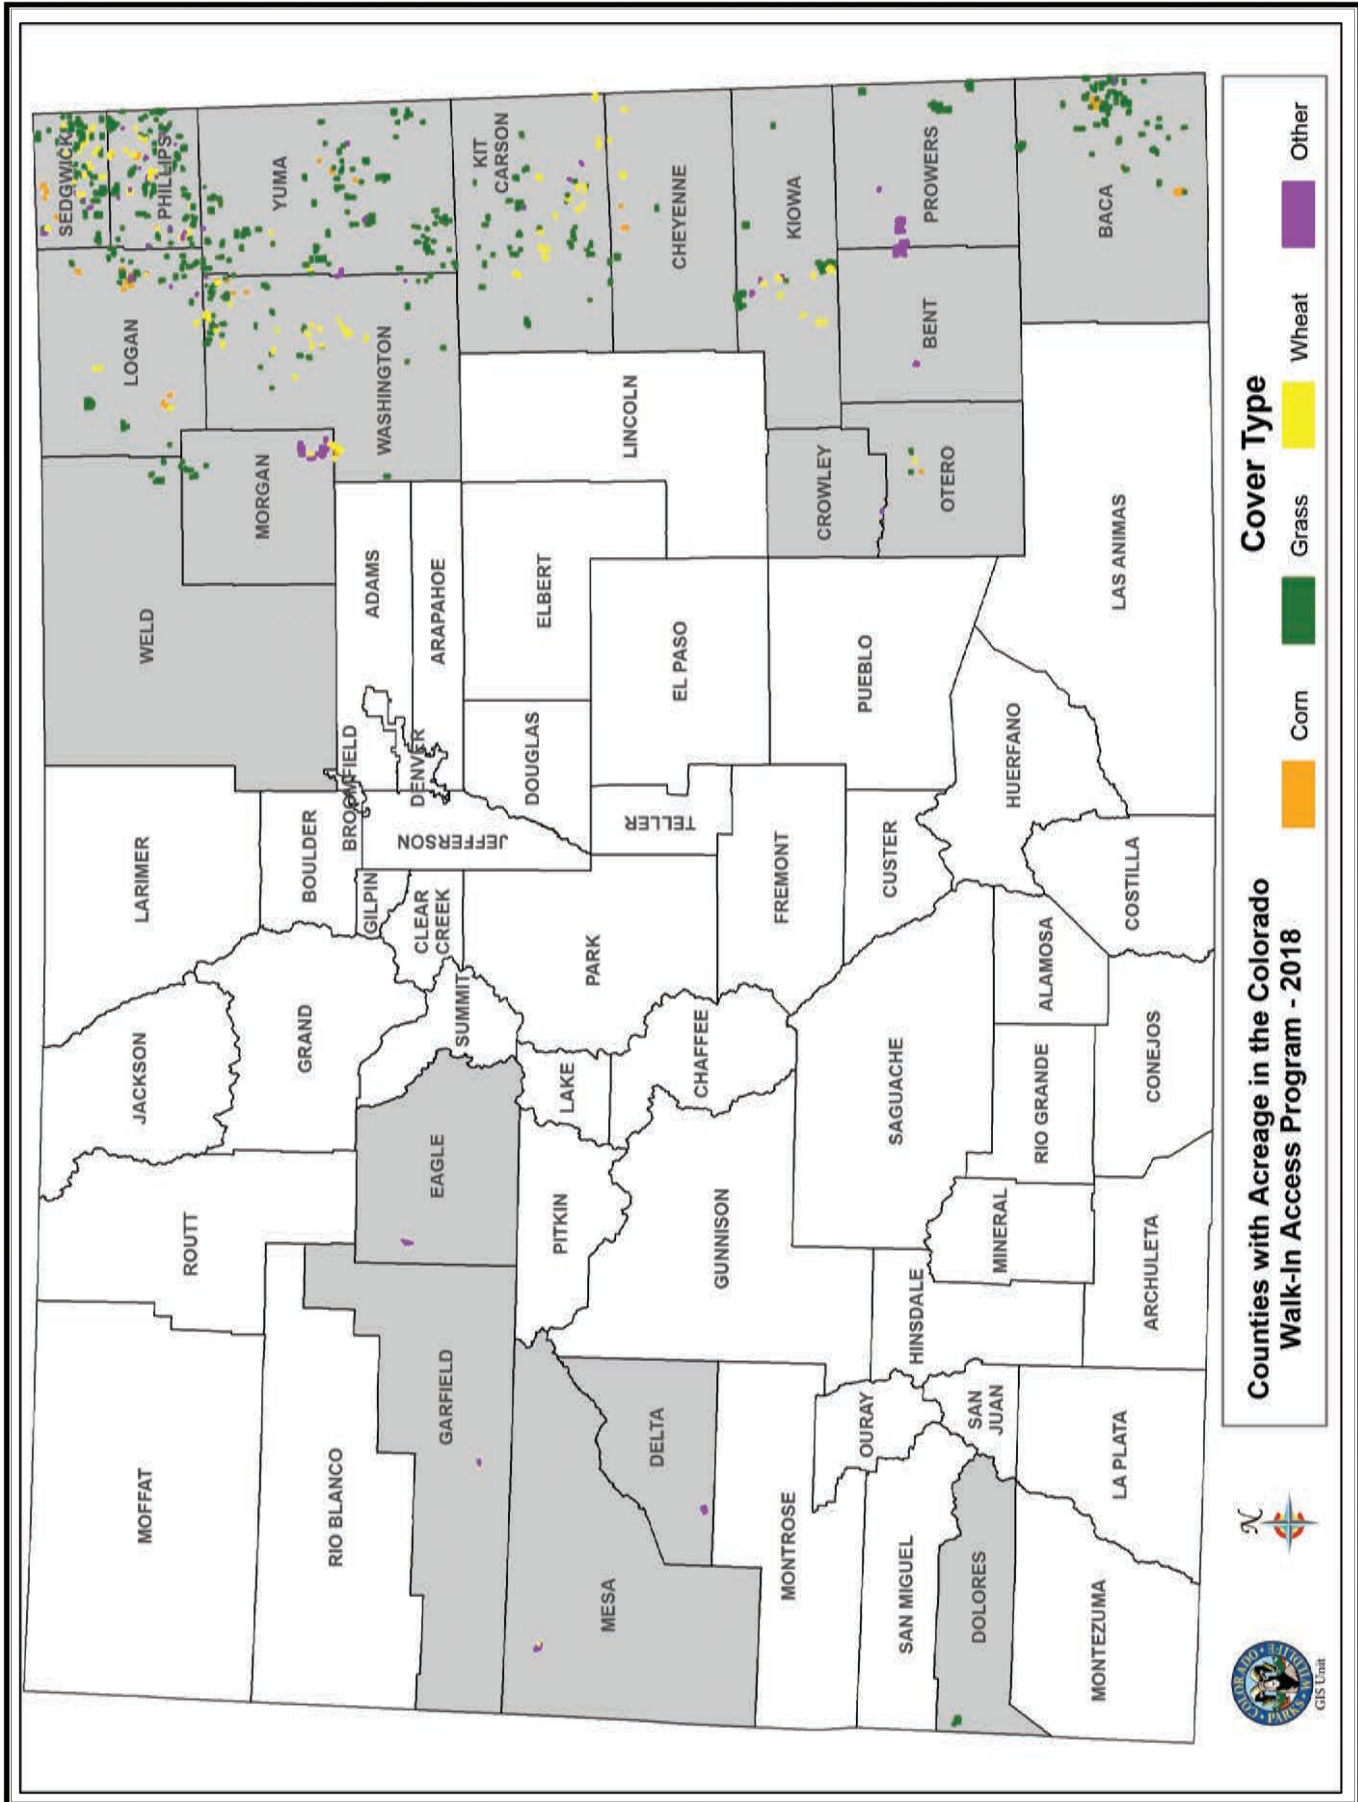 MOFFAT
ROUTT
JACKSON
LARIMER
WELD
LOGAN
SEDGWICK
PHILLIPS
MORGAN
YUMA
WASHINGTON
RIO BLANCO
GRAND
BOULDER
BROOMFIELD
GILPIN
ADAMS
DENVER
ARAPAHOE
JEFFERSON
CLEAR
CREEK
SUMMIT
EAGLE
GARFIELD
DOUGLAS
ELBERT
KIT
CARSON
LINCOLN
MESA
DELTA
PITKIN
LAKE
PARK
TELLER
EL PASO
CHEYENNE
GUNNISON
CHAFFEE
FREMONT
MONTROSE
OURAY
KIOWA
CROWLEY
PUEBLO
CUSTER
SAGUACHE
HINSDALE
SAN MIGUEL
DOLORES
SAN
JUAN
MINERAL
RIO GRANDE
ALAMOSA
HUERFANO
OTERO
BENT
PROWERS
MONTEZUMA
LA PLATA
ARCHULETA
CONEJOS
COSTILLA
LAS ANIMAS
BACA
COLORADO
PARKS • WILDLIFE
GIS Unit
N
Counties with Acreage in the Colorado
Walk-In Access Program - 2018
Cover Type
Corn
Grass
Wheat
Other